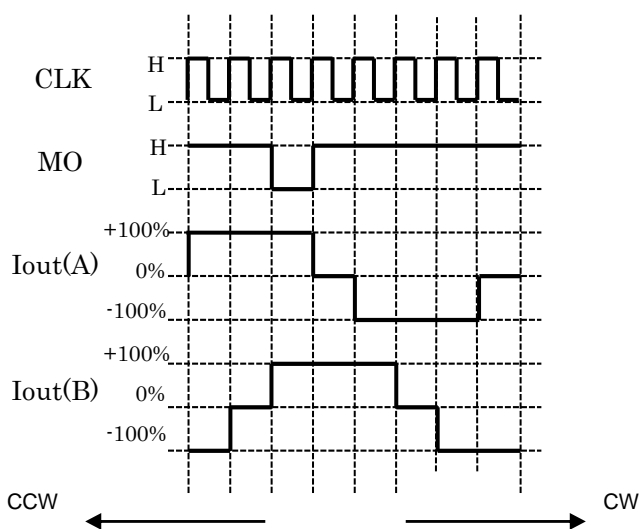 H
CLK
L
H
MO
L
+100%
Iout(A)
0%
-100%
+100%
Iout(B)
0%
-100%
CCW
CW